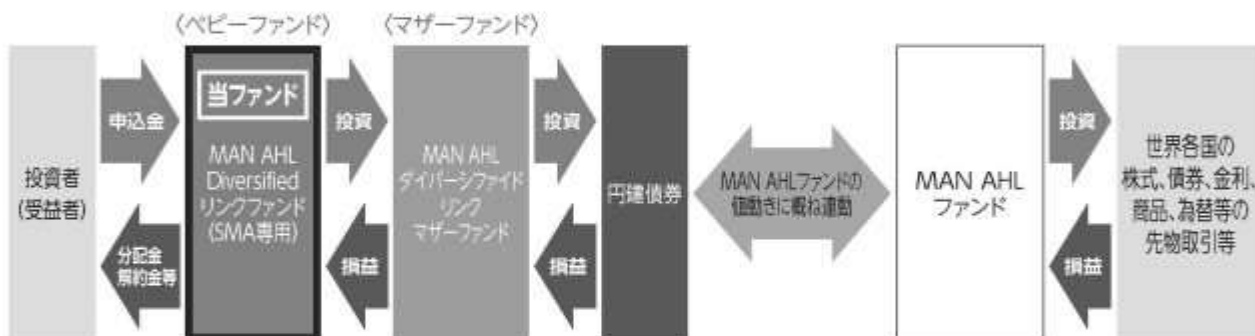 〈ベビーファンド〉
〈マザーファンド〉
投資者
(受益者)
申込金
分配金
解約金等
当ファンド
MAN AHL
Diversified
リンクファンド
(SMA専用)
投資
損益
MAN AHL
ダイバーシファイド
リンク
マザーファンド
投資
損益
円建債券
MAN AHLファンドの
値動きに概ね連動
MAN AHL
ファンド
投資
損益
世界各国の
株式、債券、金利、
商品、為替等の
先物取引等